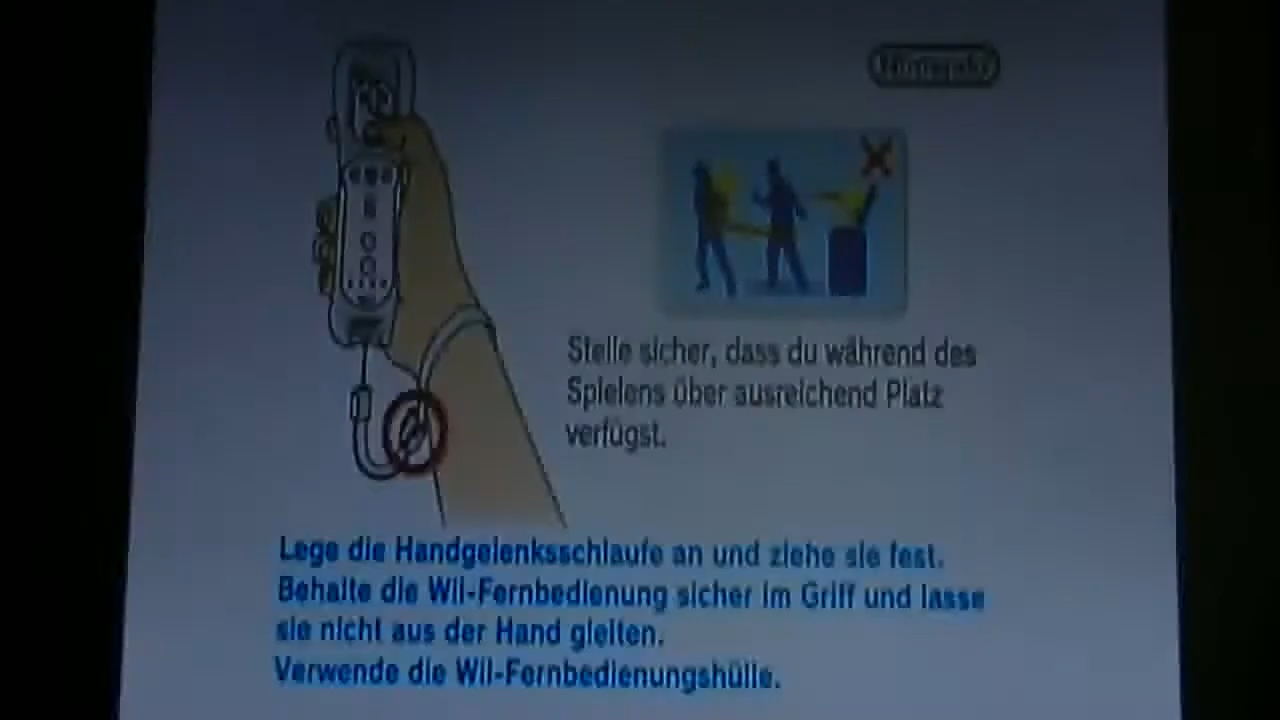 Nintendo
Stelle sicher, dass du während des
Spielens über ausreichend Platz
verfügst.
Lege die Handgelenksschlaufe an und ziehe sie fest.
Behalte die Wii-Fernbedienung sicher im Griff und lasse
sie nicht aus der Hand gleiten.
Verwende die Wii-Fernbedienungshülle.